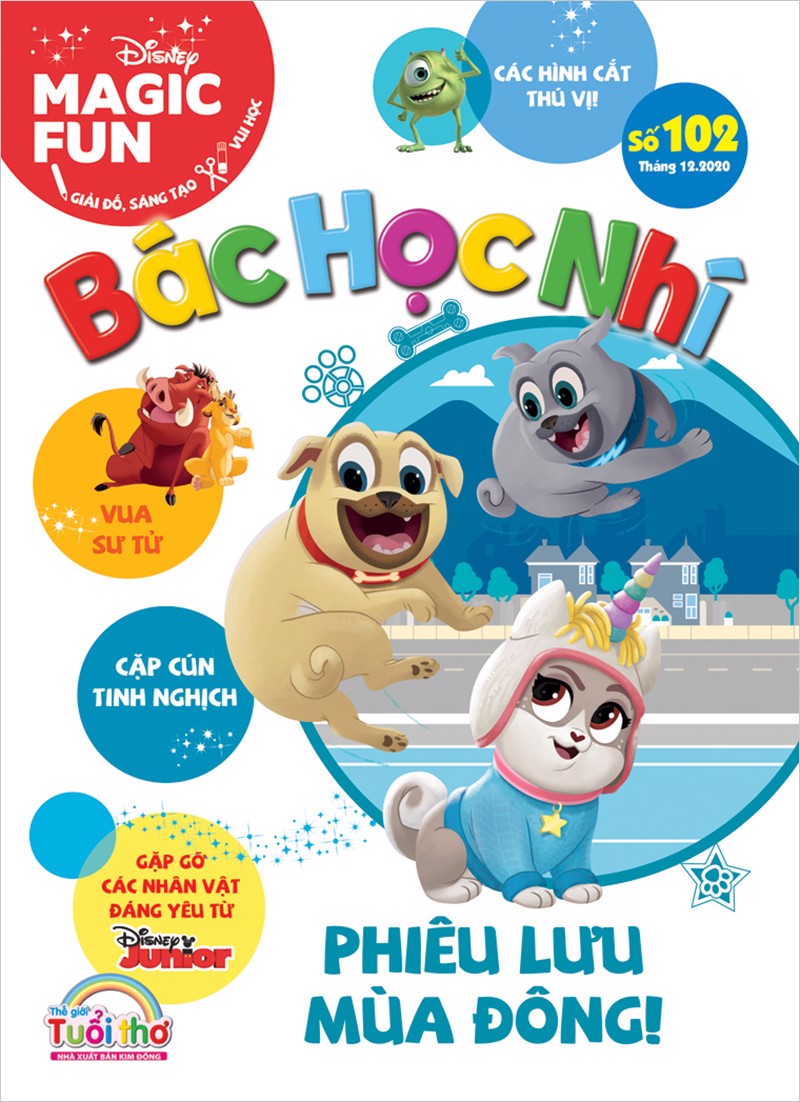 Disney
MAGIC
FUN
GIẢI ĐỐ, SÁNG TẠO
VUI HỌC
CÁC HÌNH CẮT
THÚ VỊ!
Số 102
Tháng 12.2020
Bác Học Nhí
VUA
SƯ TỬ
CẶP CÚN
TINH NGHỊCH
GẶP GỠ
CÁC NHÂN VẬT
ĐÁNG YÊU TỪ
Disney
Junior
PHIÊU LƯU
MÙA ĐÔNG!
Thế giới
Tuổi thơ
NHÀ XUẤT BẢN KIM ĐỒNG